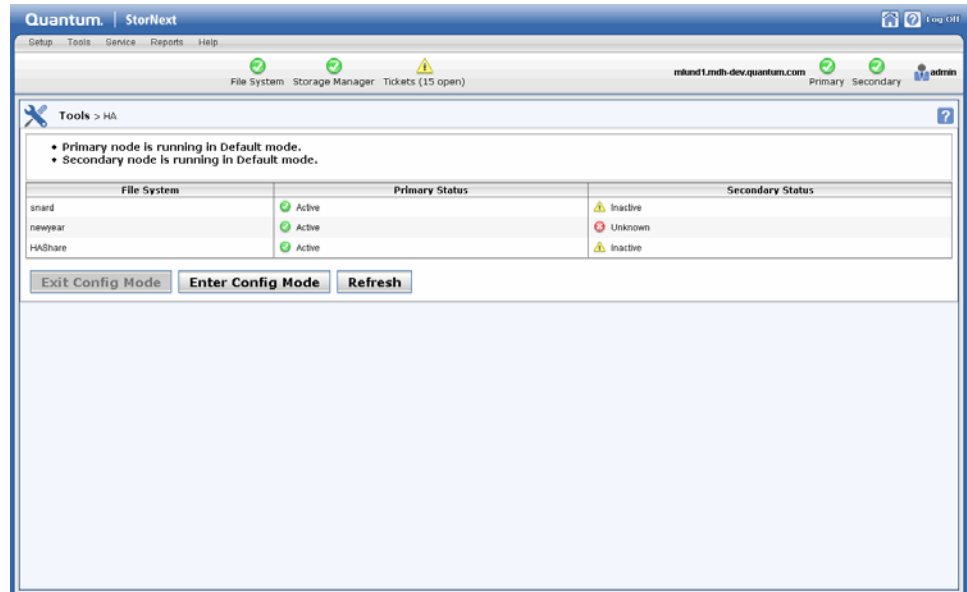 Quantum. | StorNext
Log Off
Setup Tools Service Reports Help
File System Storage Manager Tickets (15 open)
mlund1.mdh-dev.quantum.com Primary Secondary admin
Tools > HA
• Primary node is running in Default mode.
• Secondary node is running in Default mode.
File System Primary Status Secondary Status
snard Active Inactive
newyear Active Unknown
HAShare Active Inactive
Exit Config Mode Enter Config Mode Refresh